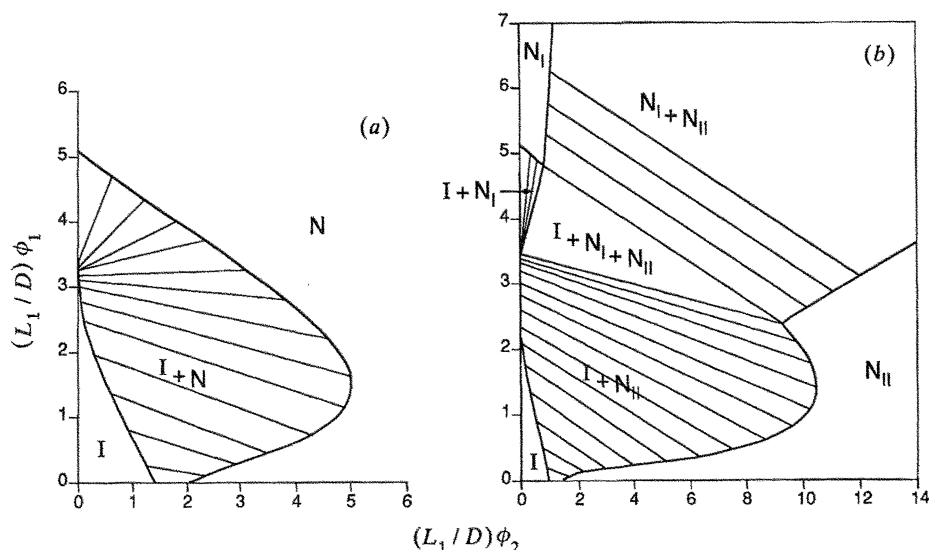 (a)
6
5
4
3
2
1
0
0 1 2 3 4 5 6
N
I + N
I
(L₁/D)ϕ₁
(b)
7
6
5
4
3
2
1
0
0 2 4 6 8 10 12 14
N_I
N_I + N_II
I + N_I
I + N_I + N_II
I + N_II
N_II
I
(L₁/D)ϕ₂